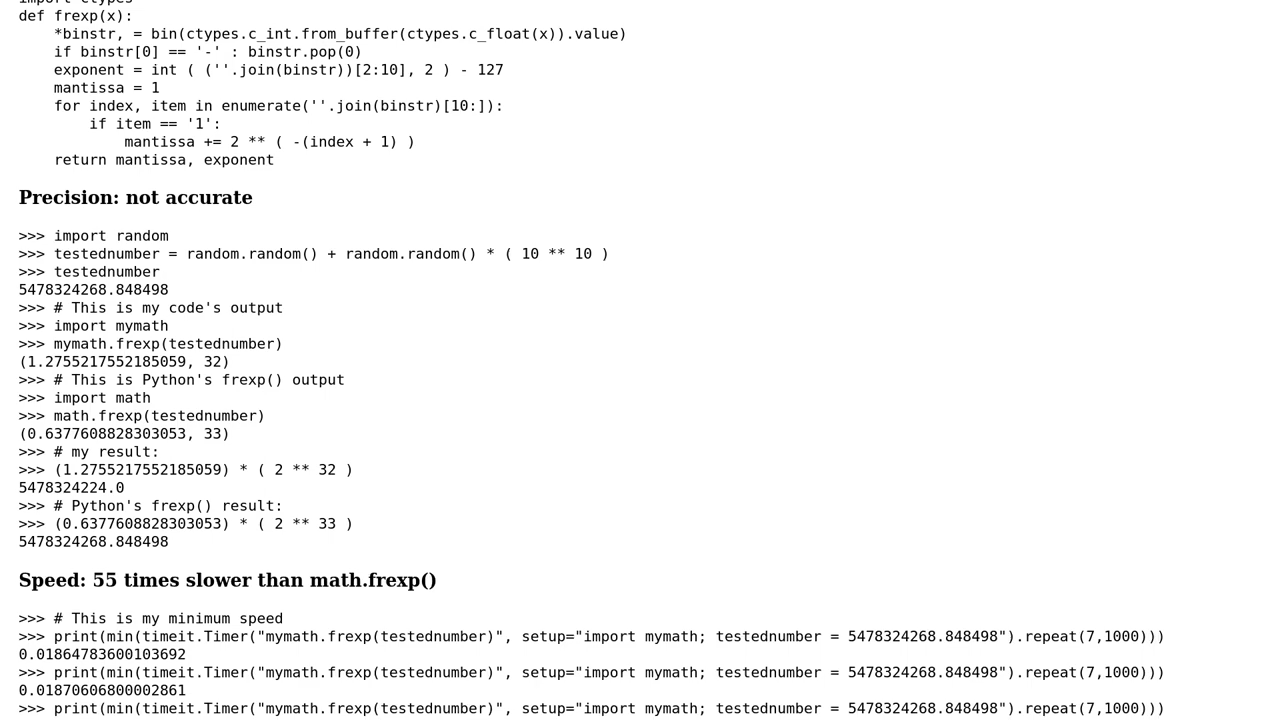 import ctypes
def frexp(x):
    *binstr, = bin(ctypes.c_int.from_buffer(ctypes.c_float(x)).value)
    if binstr[0] == '-' : binstr.pop(0)
    exponent = int ( (''.join(binstr))[2:10], 2 ) - 127
    mantissa = 1
    for index, item in enumerate(''.join(binstr)[10:]):
        if item == '1':
            mantissa += 2 ** ( -(index + 1) )
    return mantissa, exponent
Precision: not accurate
>>> import random
>>> testednumber = random.random() + random.random() * ( 10 ** 10 )
>>> testednumber
5478324268.848498
>>> # This is my code's output
>>> import mymath
>>> mymath.frexp(testednumber)
(1.2755217552185059, 32)
>>> # This is Python's frexp() output
>>> import math
>>> math.frexp(testednumber)
(0.6377608828303053, 33)
>>> # my result:
>>> (1.2755217552185059) * ( 2 ** 32 )
5478324224.0
>>> # Python's frexp() result:
>>> (0.6377608828303053) * ( 2 ** 33 )
5478324268.848498
Speed: 55 times slower than math.frexp()
>>> # This is my minimum speed
>>> print(min(timeit.Timer("mymath.frexp(testednumber)", setup="import mymath; testednumber = 5478324268.848498").repeat(7,1000)))
0.01864783600103692
>>> print(min(timeit.Timer("mymath.frexp(testednumber)", setup="import mymath; testednumber = 5478324268.848498").repeat(7,1000)))
0.01870606800002861
>>> print(min(timeit.Timer("mymath.frexp(testednumber)", setup="import mymath; testednumber = 5478324268.848498").repeat(7,1000)))